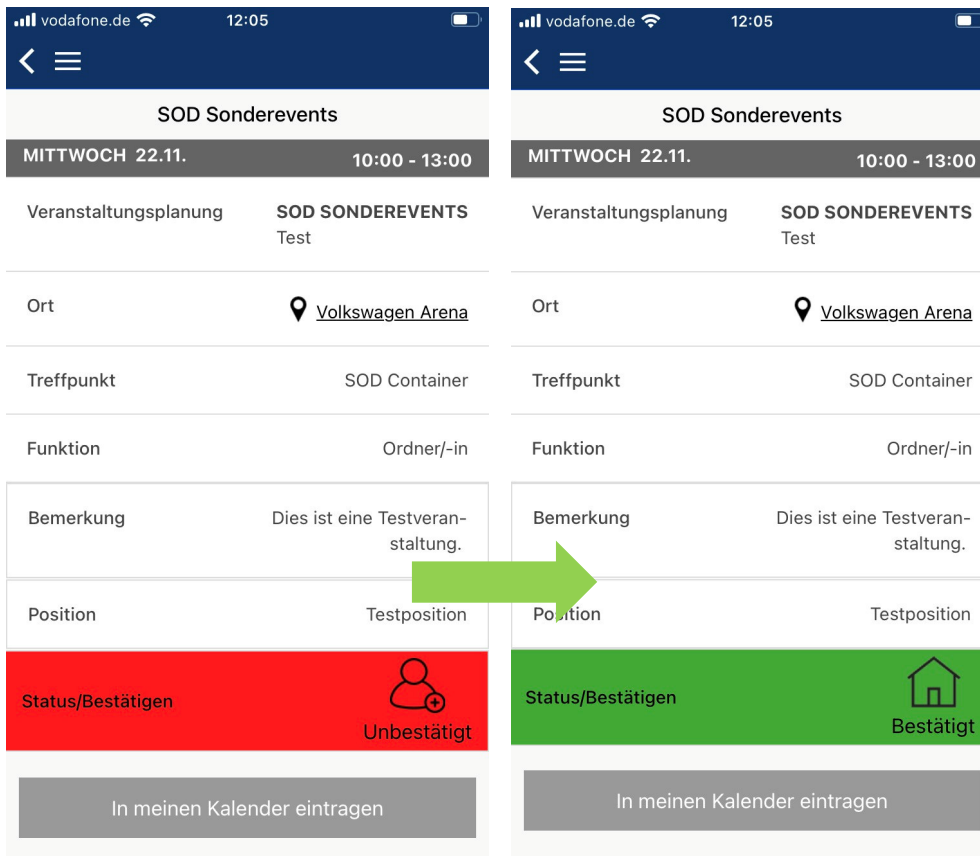 vodafone.de 12:05
SOD Sonderevents
MITTWOCH 22.11. 10:00 - 13:00
Veranstaltungsplanung SOD SONDEREVENTS
Test
Ort Volkswagen Arena
Treffpunkt SOD Container
Funktion Ordner/-in
Bemerkung Dies ist eine Testveran-
staltung.
Position Testposition
Status/Bestätigen Unbestätigt
In meinen Kalender eintragen
vodafone.de 12:05
SOD Sonderevents
MITTWOCH 22.11. 10:00 - 13:00
Veranstaltungsplanung SOD SONDEREVENTS
Test
Ort Volkswagen Arena
Treffpunkt SOD Container
Funktion Ordner/-in
Bemerkung Dies ist eine Testveran-
staltung.
Position Testposition
Status/Bestätigen Bestätigt
In meinen Kalender eintragen